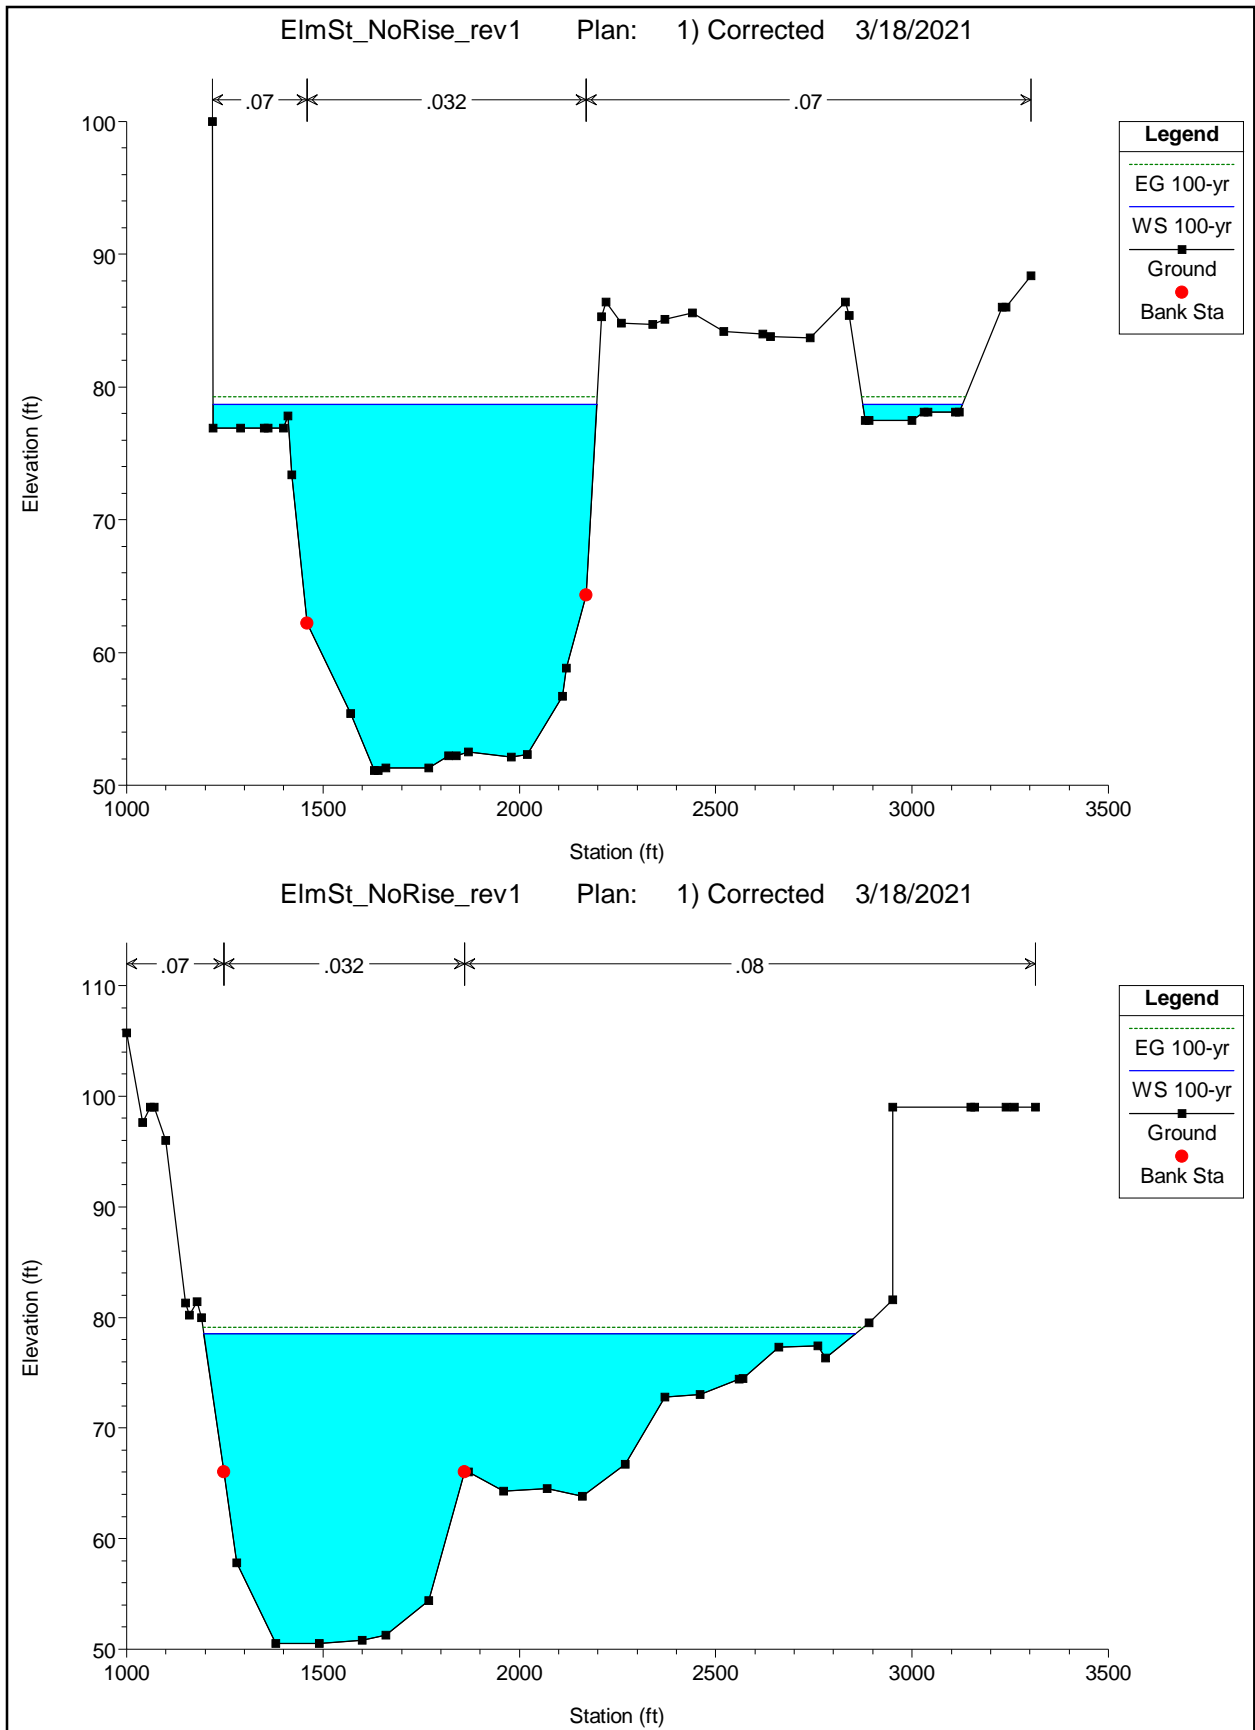 ElmSt_NoRise_rev1 Plan: 1) Corrected 3/18/2021
.07 .032 .07
Legend
EG 100-yr
WS 100-yr
Ground
Bank Sta
100
90
80
70
60
50
Elevation (ft)
1000 1500 2000 2500 3000 3500
Station (ft)
ElmSt_NoRise_rev1 Plan: 1) Corrected 3/18/2021
.07 .032 .08
Legend
EG 100-yr
WS 100-yr
Ground
Bank Sta
110
100
90
80
70
60
50
Elevation (ft)
1000 1500 2000 2500 3000 3500
Station (ft)